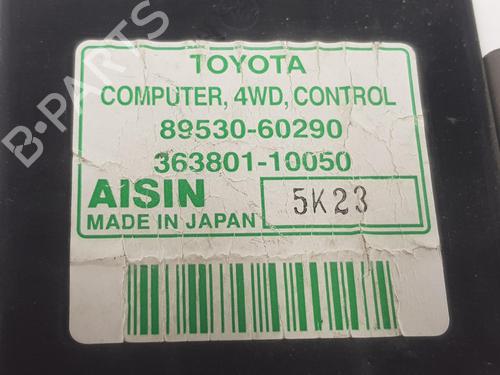 B-PARTS
TOYOTA
COMPUTER, 4WD, CONTROL
89530-60290
363801-10050
AISIN
5K23
MADE IN JAPAN